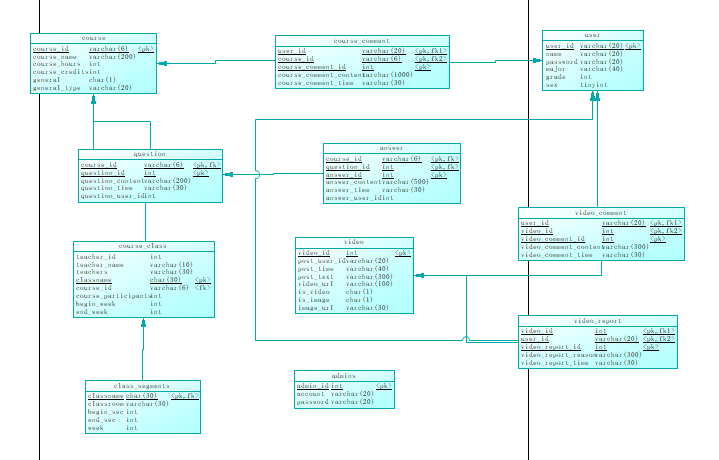 course
course_id varchar(6) <pk>
course_name varchar(200)
course_hours int
course_credits int
general char(1)
general_type varchar(20)
course_comment
user_id varchar(20) <pk,fk1>
course_id varchar(6) <pk,fk2>
course_comment_id int <pk>
course_comment_conten varchar(1000)
course_comment_time varchar(30)
user
user_id varchar(20) <pk>
name varchar(20)
password varchar(20)
major varchar(40)
grade int
sex tinyint
question
course_id varchar(6) <pk,fk>
question_id int <pk>
question_conten varchar(200)
question_time varchar(30)
question_user_id int
answer
course_id varchar(6) <pk,fk>
question_id int <pk,fk>
answer_id int <pk>
answer_content varchar(500)
answer_time varchar(30)
answer_user_id int
course_class
teacher_id int
teacher_name varchar(10)
teachers varchar(30)
classname char(30) <pk>
course_id varchar(6) <fk>
course_participants int
begin_week int
end_week int
video
video_id int <pk>
post_user_id varchar(20)
post_time varchar(40)
post_text varchar(300)
video_url varchar(100)
is_video char(1)
is_image char(1)
image_url varchar(30)
video_comment
user_id varchar(20) <pk,fk1>
video_id int <pk,fk2>
video_comment_id int <pk>
video_comment_conten varchar(300)
video_comment_time varchar(30)
video_report
video_id int <pk,fk1>
user_id varchar(20) <pk,fk2>
video_report_id int <pk>
video_report_reason varchar(300)
video_report_time varchar(30)
class_segments
classname char(30) <pk,fk>
classroom varchar(30)
begin_sec int
end_sec int
week int
admins
admin_id int <pk>
account varchar(20)
password varchar(20)